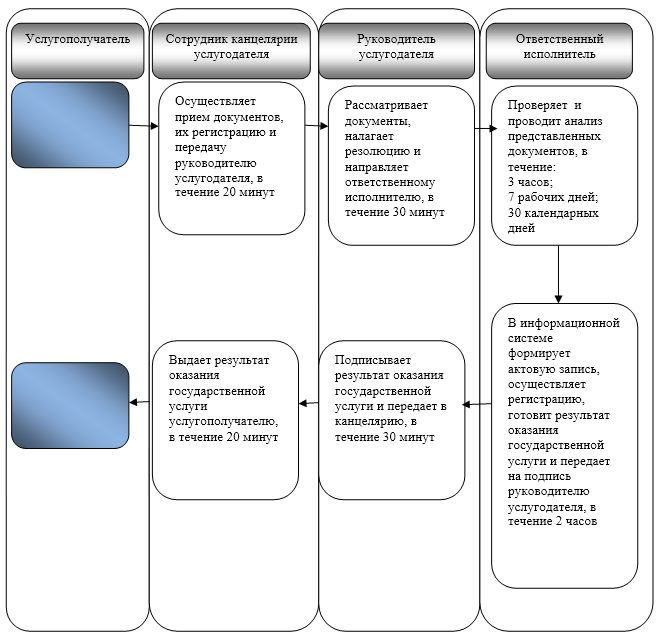 Услугополучатель
Сотрудник канцелярии
услугодателя
Руководитель
услугодателя
Ответственный
исполнитель
Осуществляет
прием документов,
их регистрацию и
передачу
руководителю
услугодателя, в
течение 20 минут
Рассматривает
документы,
налагает
резолюцию и
направляет
ответственному
исполнителю, в
течение 30 минут
Проверяет и
проводит анализ
представленных
документов, в
течение:
3 часов;
7 рабочих дней;
30 календарных
дней
Выдает результат
оказания
государственной
услуги
услугополучателю,
в течение 20 минут
Подписывает
результат оказания
государственной
услуги и передает в
канцелярию, в
течение 30 минут
В информационной
системе
формирует
актовую запись,
осуществляет
регистрацию,
готовит результат
оказания
государственной
услуги и передает
на подпись
руководителю
услугодателя, в
течение 2 часов